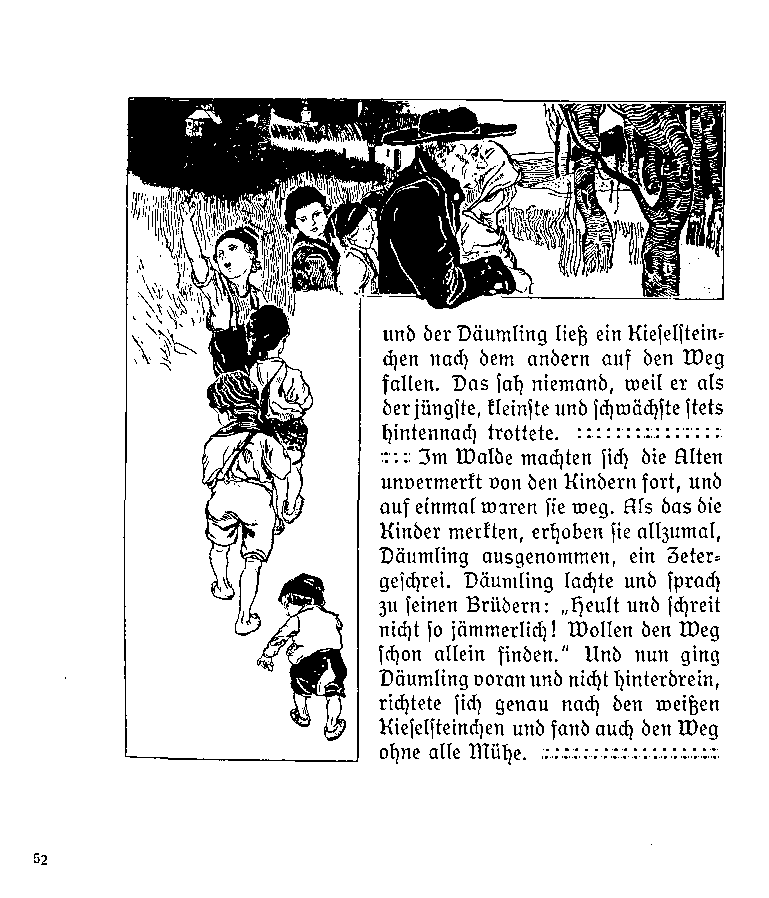 und der Däumling ließ ein Kieſelſtein⸗
chen nach dem andern auf den Weg
fallen. Das ſah niemand, weil er als
der jüngſte, kleinſte und ſchwächſte ſtets
hintennach trottete. : : : : : : : : : : : : : : :
: : : Im Walde machten ſich die Alten
unvermerkt von den Kindern fort, und
auf einmal waren ſie weg. Als das die
Kinder merkten, erhoben ſie allzumal,
Däumling ausgenommen, ein Zeter⸗
geſchrei. Däumling lachte und ſprach
zu ſeinen Brüdern: „Heult und ſchreit
nicht ſo jämmerlich! Wollen den Weg
ſchon allein finden.“ Und nun ging
Däumling voran und nicht hinterdrein,
richtete ſich genau nach den weißen
Kieſelſteinchen und fand auch den Weg
ohne alle Mühe. : : : : : : : : : : : : : : : : : :
52